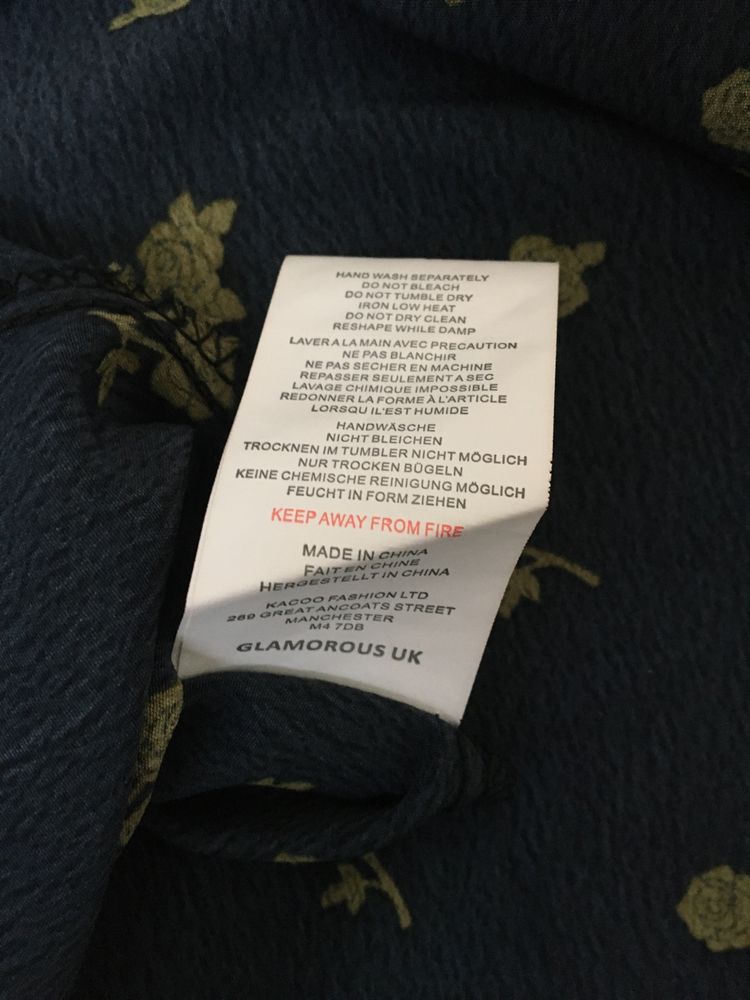 HAND WASH SEPARATELY
DO NOT BLEACH
DO NOT TUMBLE DRY
IRON LOW HEAT
DO NOT DRY CLEAN
RESHAPE WHILE DAMP
LAVER A LA MAIN AVEC PRECAUTION
NE PAS BLANCHIR
NE PAS SECHER EN MACHINE
REPASSER SEULEMENT A SEC
LAVAGE CHIMIQUE IMPOSSIBLE
REDONNER LA FORME À L'ARTICLE
LORSQU IL'EST HUMIDE
HANDWÄSCHE
NICHT BLEICHEN
TROCKNEN IM TUMBLER NICHT MÖGLICH
NUR TROCKEN BÜGELN
KEINE CHEMISCHE REINIGUNG MÖGLICH
FEUCHT IN FORM ZIEHEN
KEEP AWAY FROM FIRE
MADE IN CHINA
FAIT EN CHINE
HERGESTELLT IN CHINA
KACOO FASHION LTD
269 GREAT ANCOATS STREET
MANCHESTER
M4 7DB
GLAMOROUS UK